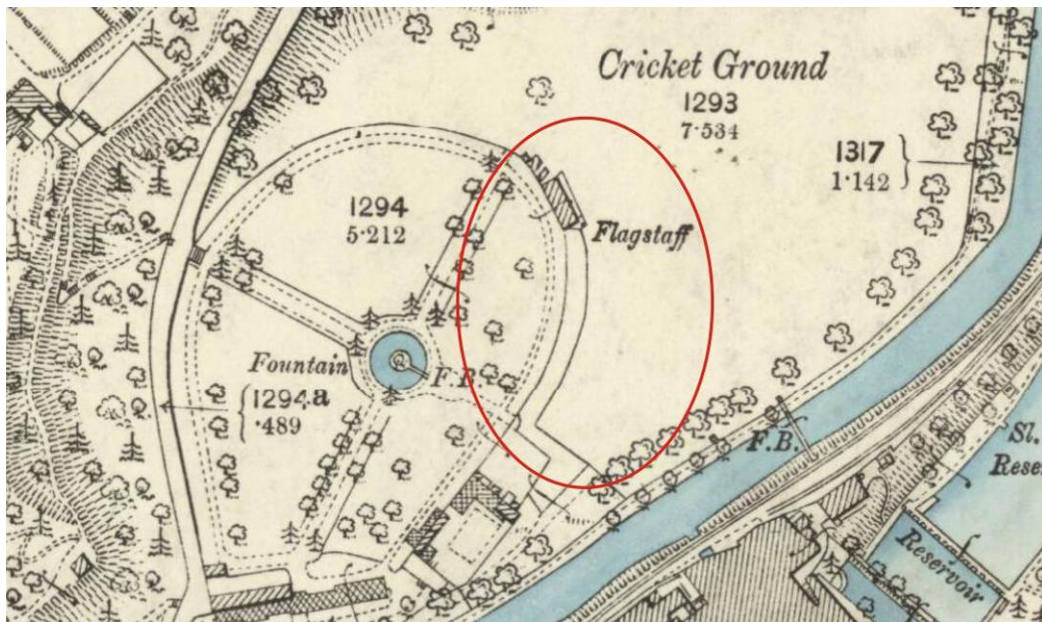 Cricket Ground
1293
7·534
1317
1·142
1294
5·212
Flagstaff
Fountain
F.B.
1294a
·489
F.B.
Sl.
Rese
Reservoir